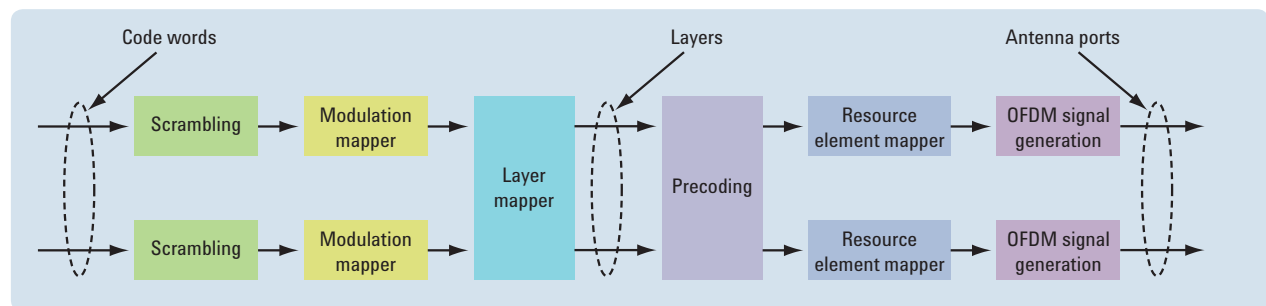 Code words
Layers
Antenna ports
Scrambling
Modulation
mapper
Layer
mapper
Precoding
Resource
element mapper
OFDM signal
generation
Scrambling
Modulation
mapper
Resource
element mapper
OFDM signal
generation